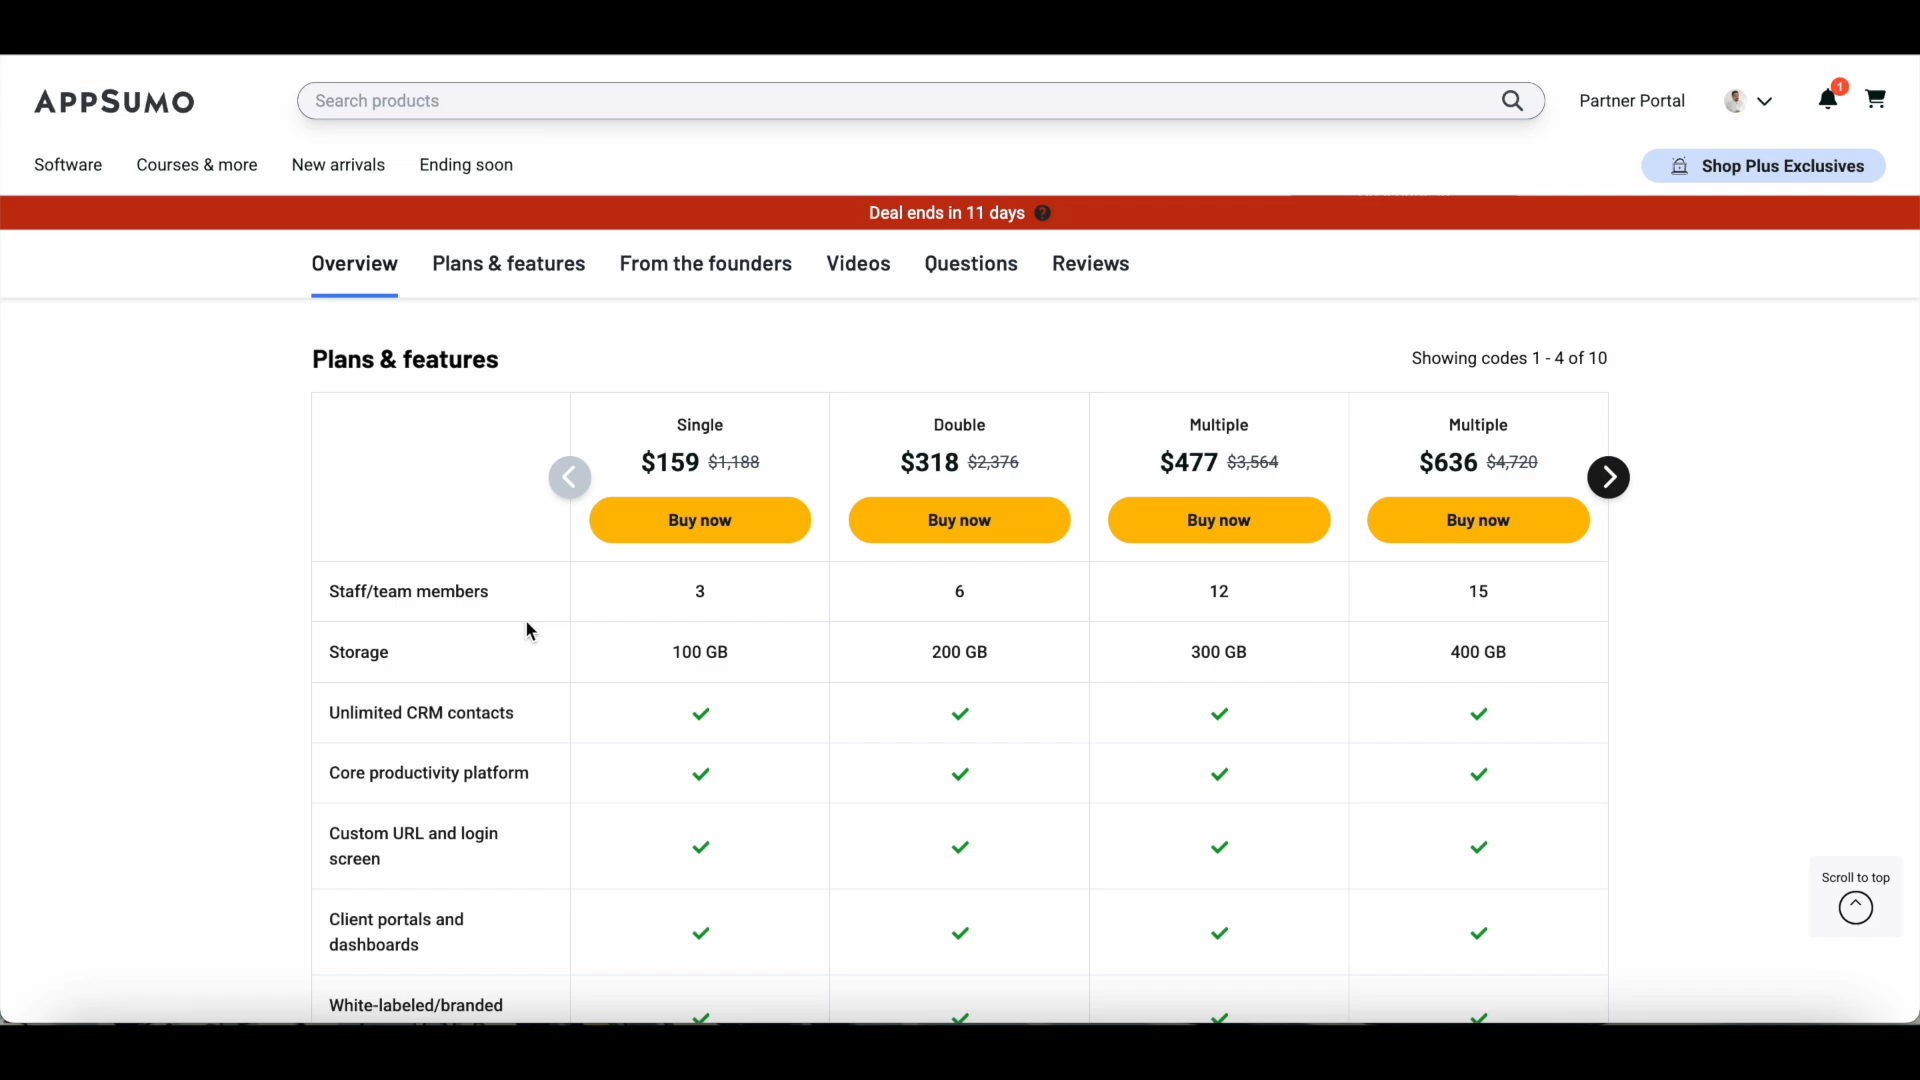 APPSUMO
Search products
Partner Portal
1
Software
Courses & more
New arrivals
Ending soon
Shop Plus Exclusives
Deal ends in 11 days ?
Overview
Plans & features
From the founders
Videos
Questions
Reviews
Plans & features
Showing codes 1 - 4 of 10
Single
$159 $1,188
Buy now
Double
$318 $2,376
Buy now
Multiple
$477 $3,564
Buy now
Multiple
$636 $4,720
Buy now
Staff/team members
3
6
12
15
Storage
100 GB
200 GB
300 GB
400 GB
Unlimited CRM contacts
Core productivity platform
Custom URL and login
screen
Client portals and
dashboards
White-labeled/branded
Scroll to top